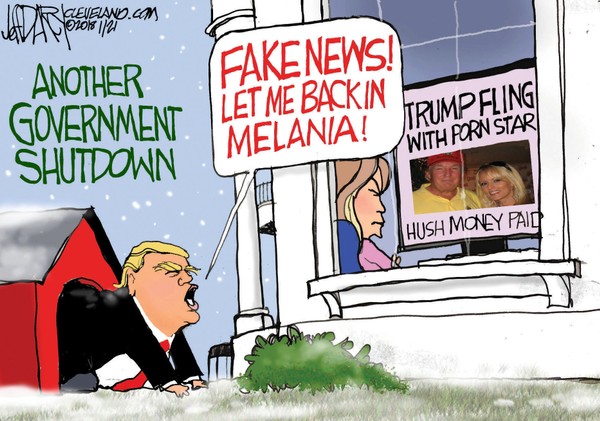 JEFF DARCY CLEVELAND.COM
©2018 1/21
ANOTHER
GOVERNMENT
SHUTDOWN
FAKE NEWS!
LET ME BACK IN
MELANIA!
TRUMP FLING
WITH PORN STAR
HUSH MONEY PAID